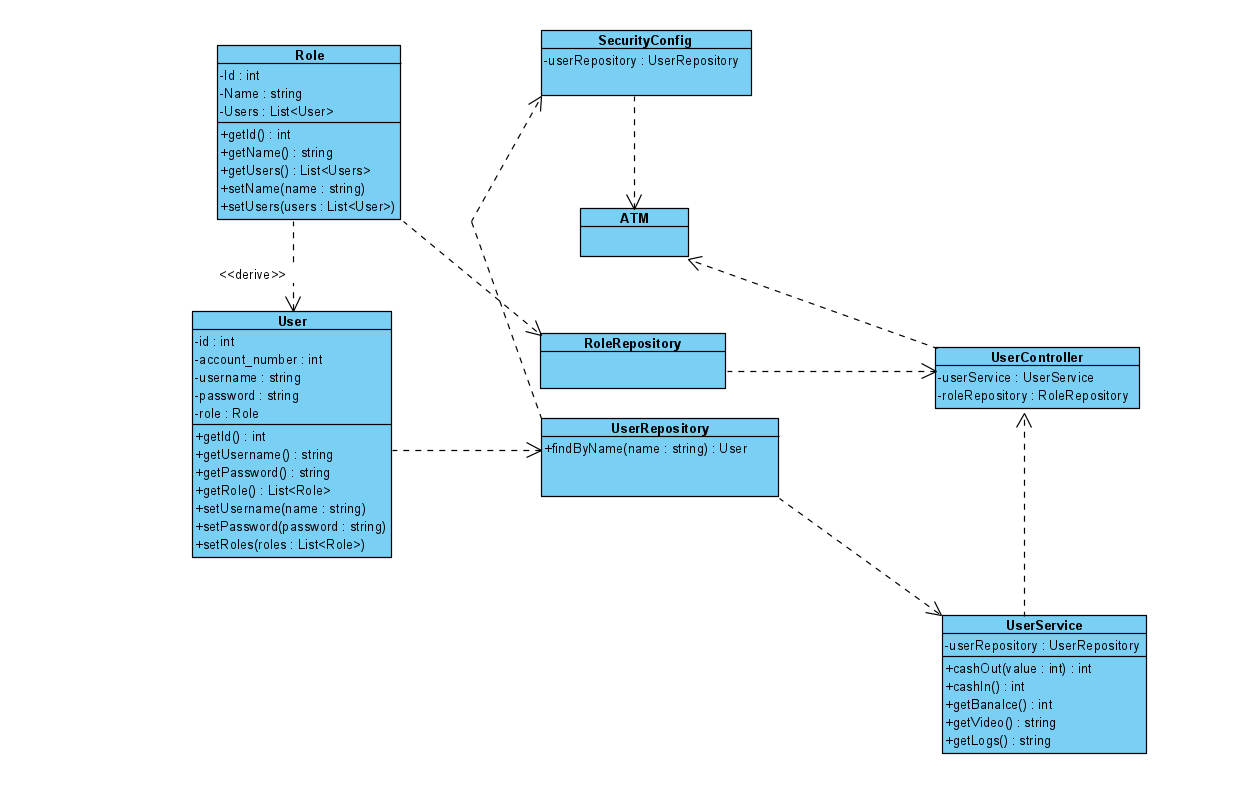 Role
-Id : int
-Name : string
-Users : List<User>
+getId() : int
+getName() : string
+getUsers() : List<Users>
+setName(name : string)
+setUsers(users : List<User>)
SecurityConfig
-userRepository : UserRepository
ATM
<<derive>>
User
-id : int
-account_number : int
-username : string
-password : string
-role : Role
+getId() : int
+getUsername() : string
+getPassword() : string
+getRole() : List<Role>
+setUsername(name : string)
+setPassword(password : string)
+setRoles(roles : List<Role>)
RoleRepository
UserRepository
+findByName(name : string) : User
UserController
-userService : UserService
-roleRepository : RoleRepository
UserService
-userRepository : UserRepository
+cashOut(value : int) : int
+cashIn() : int
+getBanalce() : int
+getVideo() : string
+getLogs() : string